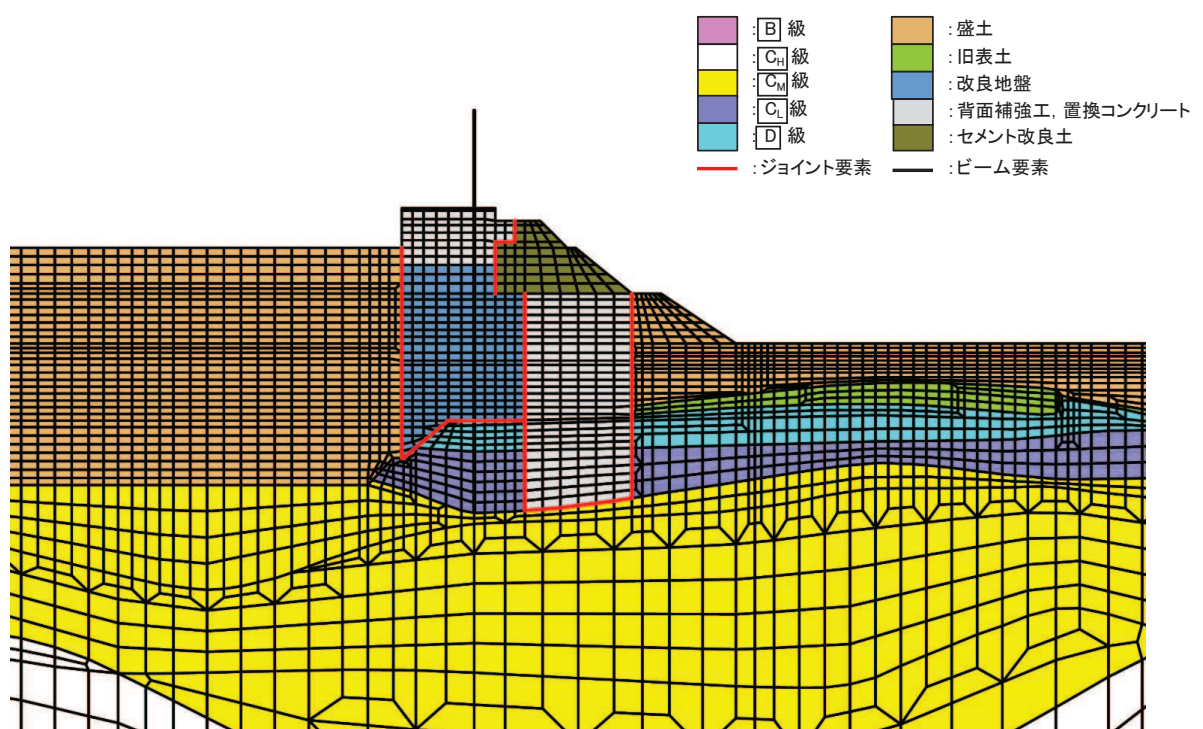 :B 級
:CH 級
:CM 級
:CL 級
:D 級
:ジョイント要素
:盛土
:旧表土
:改良地盤
:背面補強工, 置換コンクリート
:セメント改良土
:ビーム要素